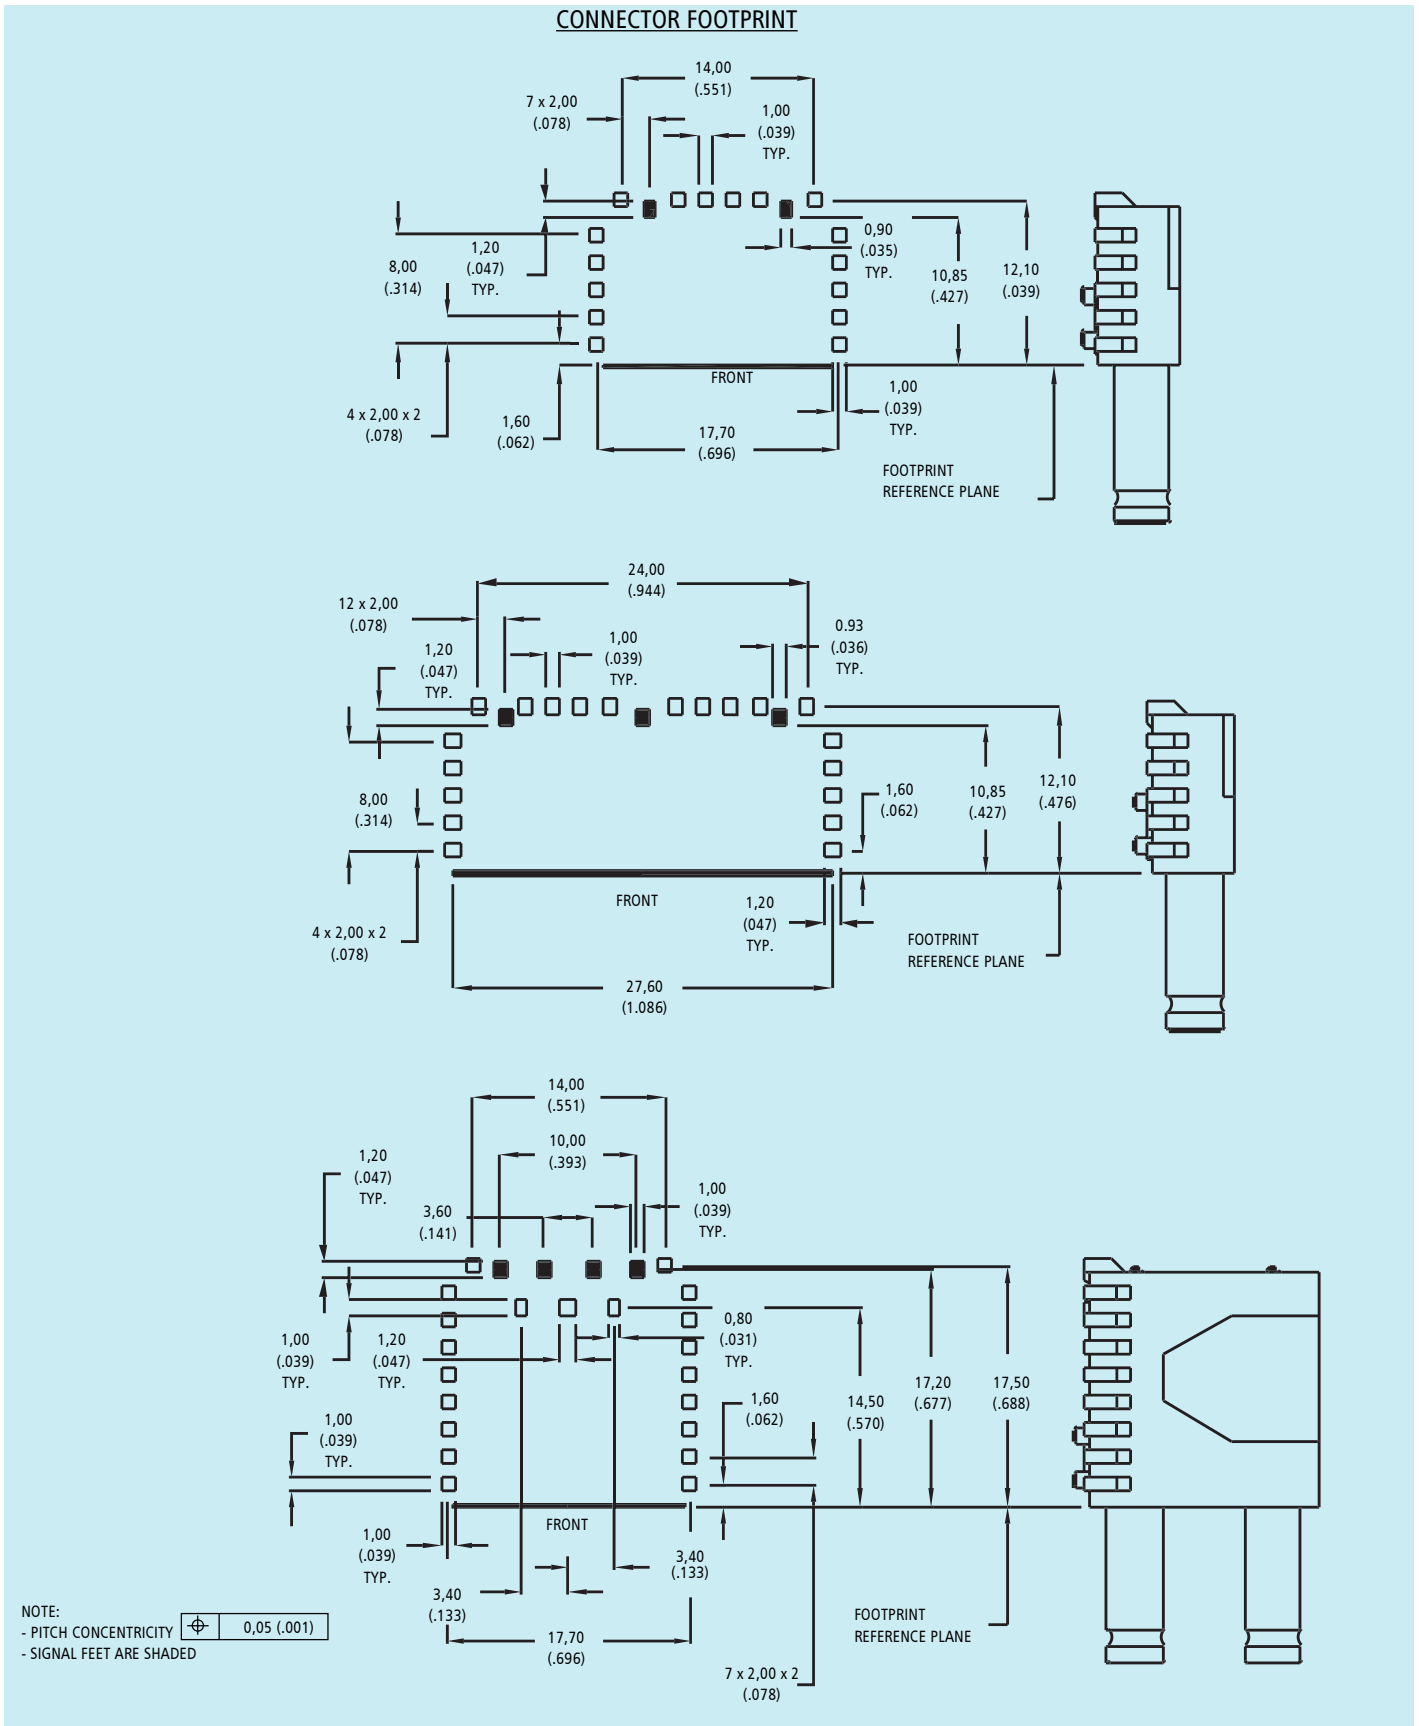 CONNECTOR FOOTPRINT
14,00
(.551)
7 x 2,00
(.078)
1,00
(.039)
TYP.
1,20
(.047)
TYP.
8,00
(.314)
0,90
(.035)
TYP.
10,85
(.427)
12,10
(.039)
FRONT
4 x 2,00 x 2
(.078)
1,60
(.062)
17,70
(.696)
1,00
(.039)
TYP.
FOOTPRINT
REFERENCE PLANE
24,00
(.944)
12 x 2,00
(.078)
1,20
(.047)
TYP.
1,00
(.039)
TYP.
0.93
(.036)
TYP.
8,00
(.314)
1,60
(.062)
10,85
(.427)
12,10
(.476)
FRONT
4 x 2,00 x 2
(.078)
1,20
(047)
TYP.
FOOTPRINT
REFERENCE PLANE
27,60
(1.086)
14,00
(.551)
10,00
(.393)
1,20
(.047)
TYP.
3,60
(.141)
1,00
(.039)
TYP.
1,00
(.039)
TYP.
1,20
(.047)
TYP.
0,80
(.031)
TYP.
1,60
(.062)
14,50
(.570)
17,20
(.677)
17,50
(.688)
1,00
(.039)
TYP.
FRONT
1,00
(.039)
TYP.
3,40
(.133)
3,40
(.133)
17,70
(.696)
7 x 2,00 x 2
(.078)
FOOTPRINT
REFERENCE PLANE
NOTE:
- PITCH CONCENTRICITY 0,05 (.001)
- SIGNAL FEET ARE SHADED